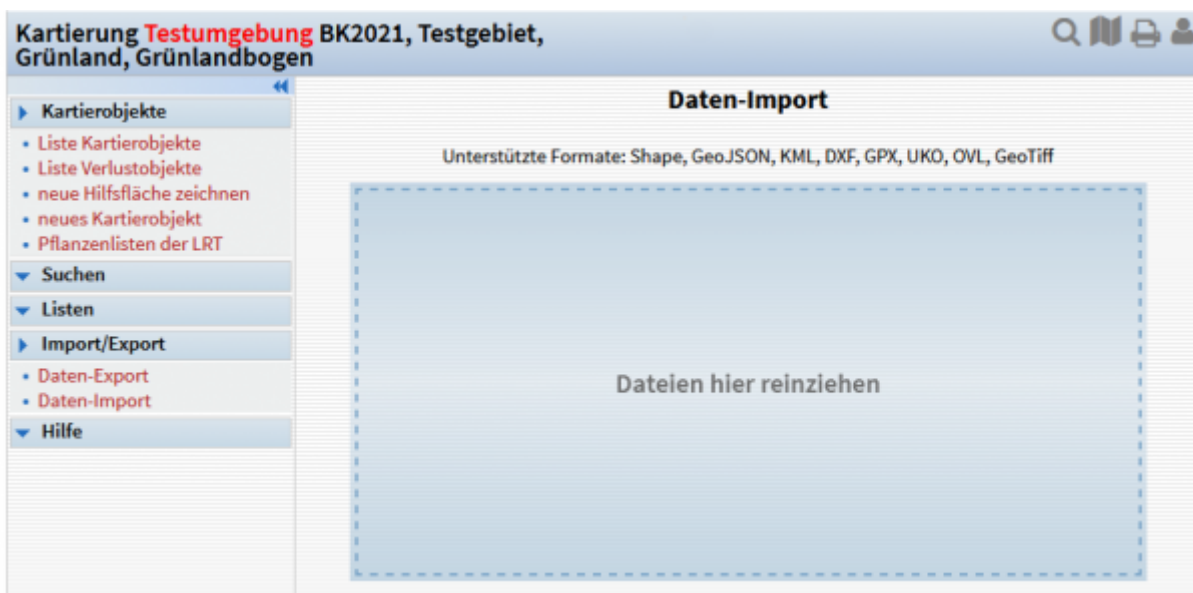 Kartierung Testumgebung BK2021, Testgebiet,
Grünland, Grünlandbogen
Kartierobjekte
Liste Kartierobjekte
Liste Verlustobjekte
neue Hilfsfläche zeichnen
neues Kartierobjekt
Pflanzenlisten der LRT
Suchen
Listen
Import/Export
Daten-Export
Daten-Import
Hilfe
Daten-Import
Unterstützte Formate: Shape, GeoJSON, KML, DXF, GPX, UKO, OVL, GeoTiff
Dateien hier reinziehen